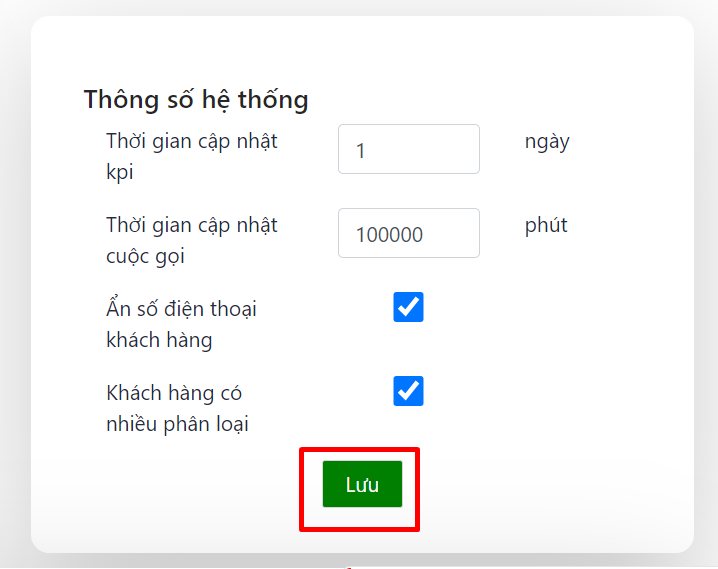 Thông số hệ thống
Thời gian cập nhật
kpi
1
ngày
Thời gian cập nhật
cuộc gọi
100000
phút
Ẩn số điện thoại
khách hàng
Khách hàng có
nhiều phân loại
Lưu